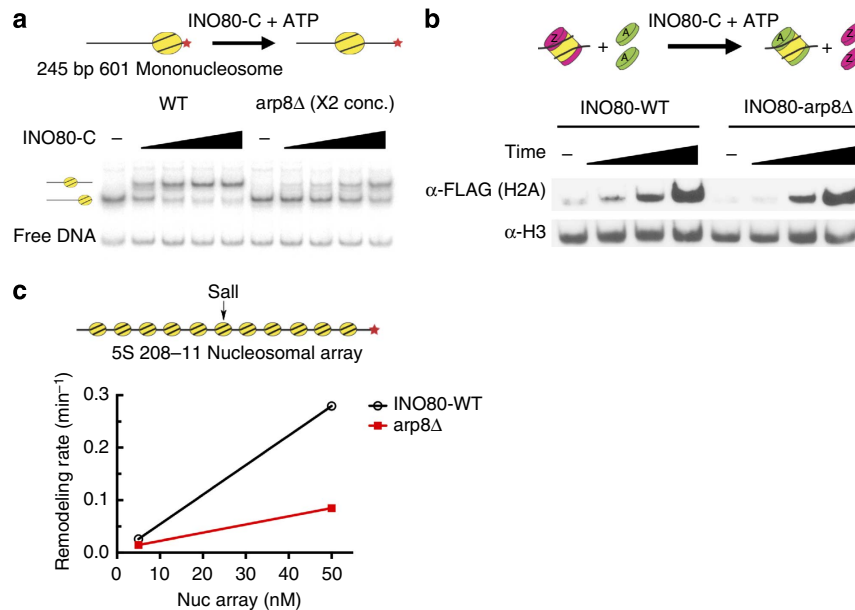 a
INO80-C + ATP
245 bp 601 Mononucleosome
WT
arp8Δ (X2 conc.)
INO80-C
–
–
Free DNA
b
INO80-C + ATP
Z
+
A
A
A
+
Z
Z
INO80-WT
INO80-arp8Δ
Time
–
–
α-FLAG (H2A)
α-H3
c
SalI
5S 208–11 Nucleosomal array
Remodeling rate (min⁻¹)
0.3
0.2
0.1
0.0
0
10
20
30
40
50
Nuc array (nM)
INO80-WT
arp8Δ